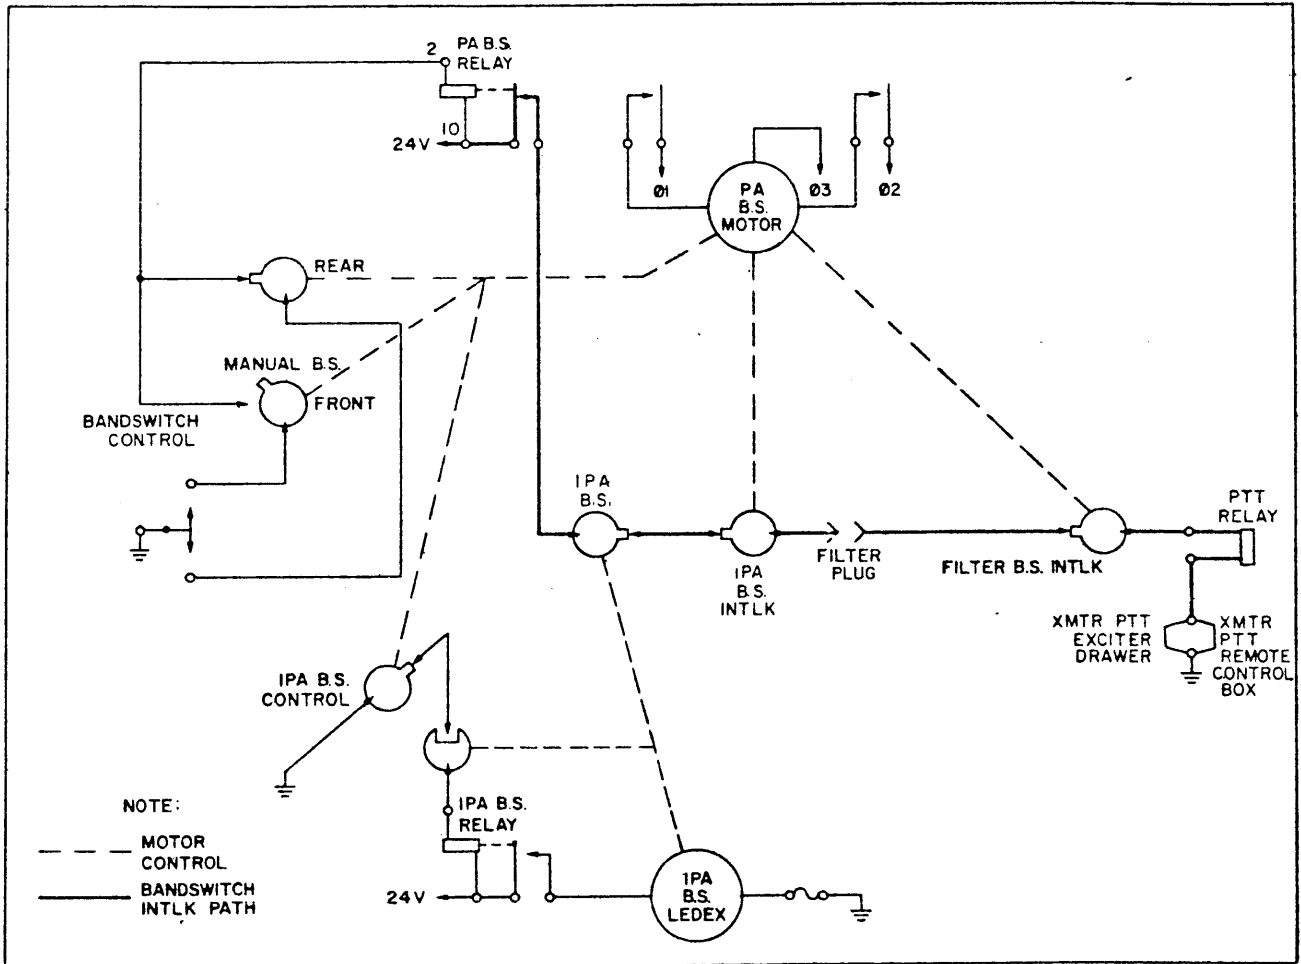 2 PA B.S.
RELAY
10
24V
Ø1
PA
B.S.
MOTOR
Ø3
Ø2
REAR
MANUAL B.S.
FRONT
BANDSWITCH
CONTROL
IPA
B.S.
IPA
B.S.
INTLK
FILTER
PLUG
FILTER B.S. INTLK
PTT
RELAY
XMTR PTT
EXCITER
DRAWER
XMTR
PTT
REMOTE
CONTROL
BOX
IPA B.S.
CONTROL
IPA B.S.
RELAY
24V
IPA
B.S.
LEDEX
NOTE:
MOTOR
CONTROL
BANDSWITCH
INTLK PATH